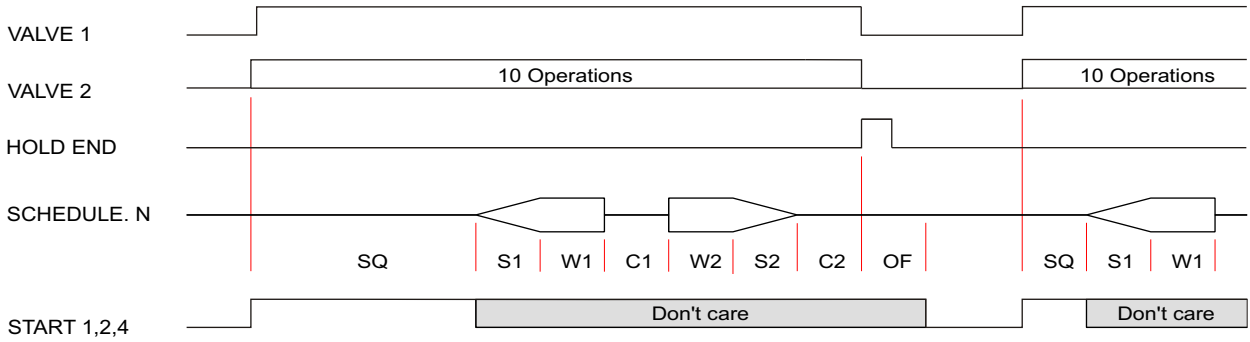 VALVE 1
VALVE 2
10 Operations
10 Operations
HOLD END
SCHEDULE. N
SQ S1 W1 C1 W2 S2 C2 OF SQ S1 W1
START 1,2,4
Don't care
Don't care